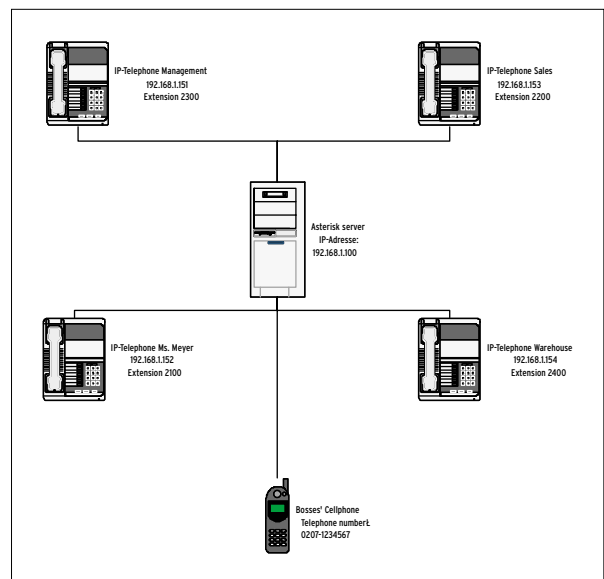 IP-Telephone Management
192.168.1.151
Extension 2300
IP-Telephone Sales
192.168.1.153
Extension 2200
Asterisk server
IP-Adresse:
192.168.1.100
IP-Telephone Ms. Meyer
192.168.1.152
Extension 2100
IP-Telephone Warehouse
192.168.1.154
Extension 2400
Bosses' Cellphone
Telephone numberŁ
0207-1234567